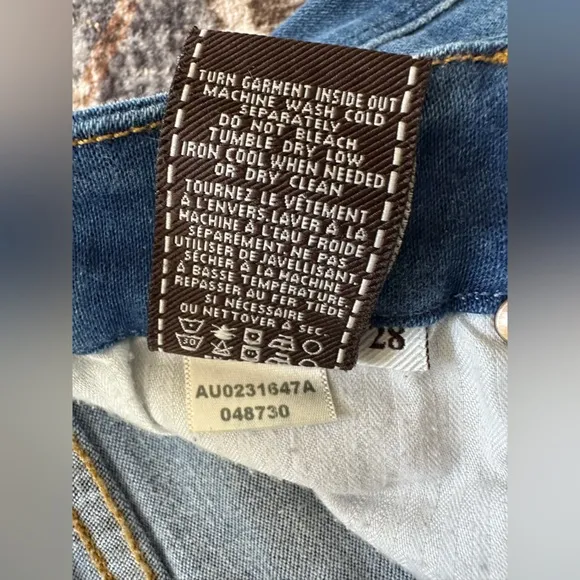 TURN GARMENT INSIDE OUT
MACHINE WASH COLD
SEPARATELY
DO NOT BLEACH
TUMBLE DRY LOW
IRON COOL WHEN NEEDED
OR DRY CLEAN
TOURNEZ LE VÊTEMENT
À L'ENVERS.LAVER À LA
MACHINE À L'EAU FROIDE
SÉPARÉMENT. NE PAS
UTILISER DE JAVELLISANT.
SÉCHER À LA MACHINE
À BASSE TEMPÉRATURE.
REPASSER AU FER TIÈDE
SI NÉCESSAIRE
OU NETTOYER À SEC.
30
28
AU0231647A
048730